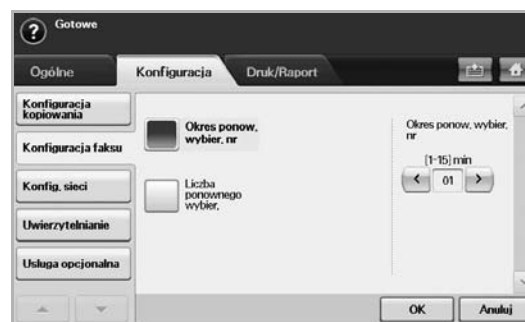 Gotowe
Ogólne
Konfiguracja
Druk/Raport
Konfiguracja
kopiowania
Konfiguracja faksu
Konfig. sieci
Uwierzytelnianie
Usługa opcjonalna
Okres ponow.
wybier. nr
Liczba
ponownego
wybier.
Okres ponow. wybier.
nr
[1-15] min
01
OK
Anuluj